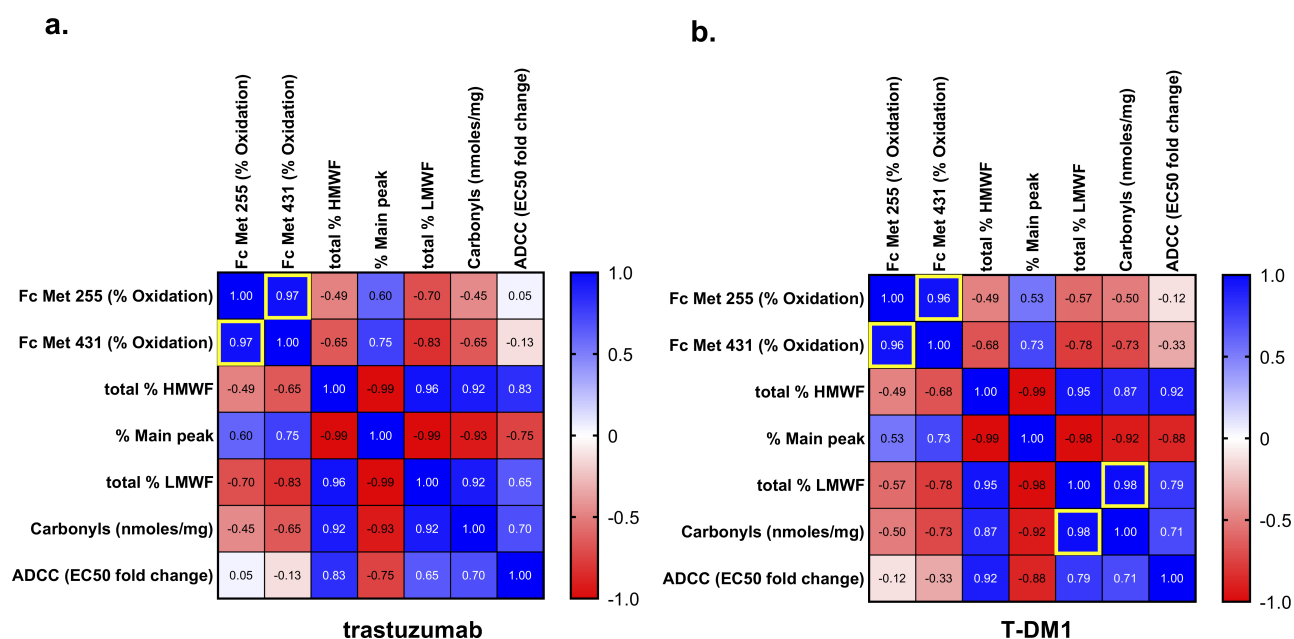 a.
Fc Met 255 (% Oxidation)
Fc Met 431 (% Oxidation)
total % HMWF
% Main peak
total % LMWF
Carbonyls (nmoles/mg)
ADCC (EC50 fold change)
Fc Met 255 (% Oxidation) 1.00 0.97 -0.49 0.60 -0.70 -0.45 0.05
Fc Met 431 (% Oxidation) 0.97 1.00 -0.65 0.75 -0.83 -0.65 -0.13
total % HMWF -0.49 -0.65 1.00 -0.99 0.96 0.92 0.83
% Main peak 0.60 0.75 -0.99 1.00 -0.99 -0.93 -0.75
total % LMWF -0.70 -0.83 0.96 -0.99 1.00 0.92 0.65
Carbonyls (nmoles/mg) -0.45 -0.65 0.92 -0.93 0.92 1.00 0.70
ADCC (EC50 fold change) 0.05 -0.13 0.83 -0.75 0.65 0.70 1.00
1.0
0.5
0
-0.5
-1.0
trastuzumab
b.
Fc Met 255 (% Oxidation)
Fc Met 431 (% Oxidation)
total % HMWF
% Main peak
total % LMWF
Carbonyls (nmoles/mg)
ADCC (EC50 fold change)
Fc Met 255 (% Oxidation) 1.00 0.96 -0.49 0.53 -0.57 -0.50 -0.12
Fc Met 431 (% Oxidation) 0.96 1.00 -0.68 0.73 -0.78 -0.73 -0.33
total % HMWF -0.49 -0.68 1.00 -0.99 0.95 0.87 0.92
% Main peak 0.53 0.73 -0.99 1.00 -0.98 -0.92 -0.88
total % LMWF -0.57 -0.78 0.95 -0.98 1.00 0.98 0.79
Carbonyls (nmoles/mg) -0.50 -0.73 0.87 -0.92 0.98 1.00 0.71
ADCC (EC50 fold change) -0.12 -0.33 0.92 -0.88 0.79 0.71 1.00
1.0
0.5
0
-0.5
-1.0
T-DM1